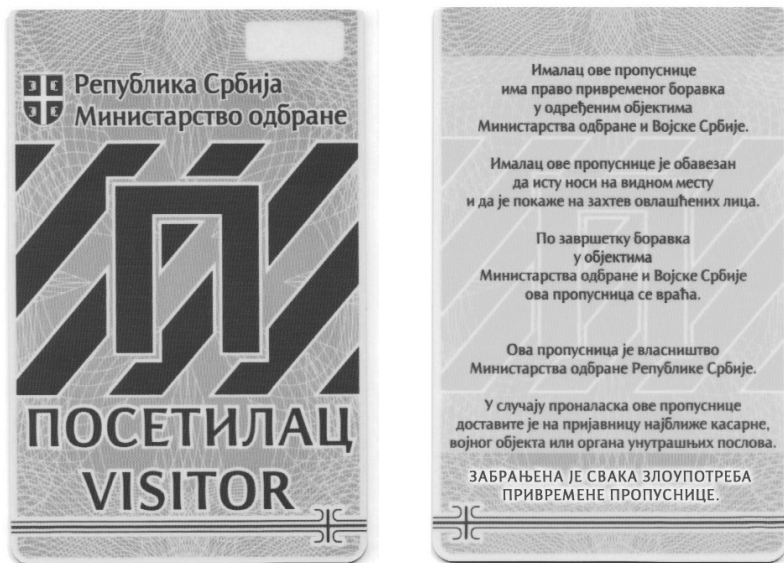 Република Србија
Министарство одбране
П
ПОСЕТИЛАЦ
VISITOR
Ималац ове пропуснице
има право привременог боравка
у одређеним објектима
Министарства одбране и Војске Србије.
Ималац ове пропуснице је обавезан
да исту носи на видном месту
и да је покаже на захтев овлашћених лица.
По завршетку боравка
у објектима
Министарства одбране и Војске Србије
ова пропусница се враћа.
Ова пропусница је власништво
Министарства одбране Републике Србије.
У случају проналаска ове пропуснице
доставите је на пријавницу најближе касарне,
војног објекта или органа унутрашњих послова.
ЗАБРАЊЕНА ЈЕ СВАКА ЗЛОУПОТРЕБА
ПРИВРЕМЕНЕ ПРОПУСНИЦЕ.